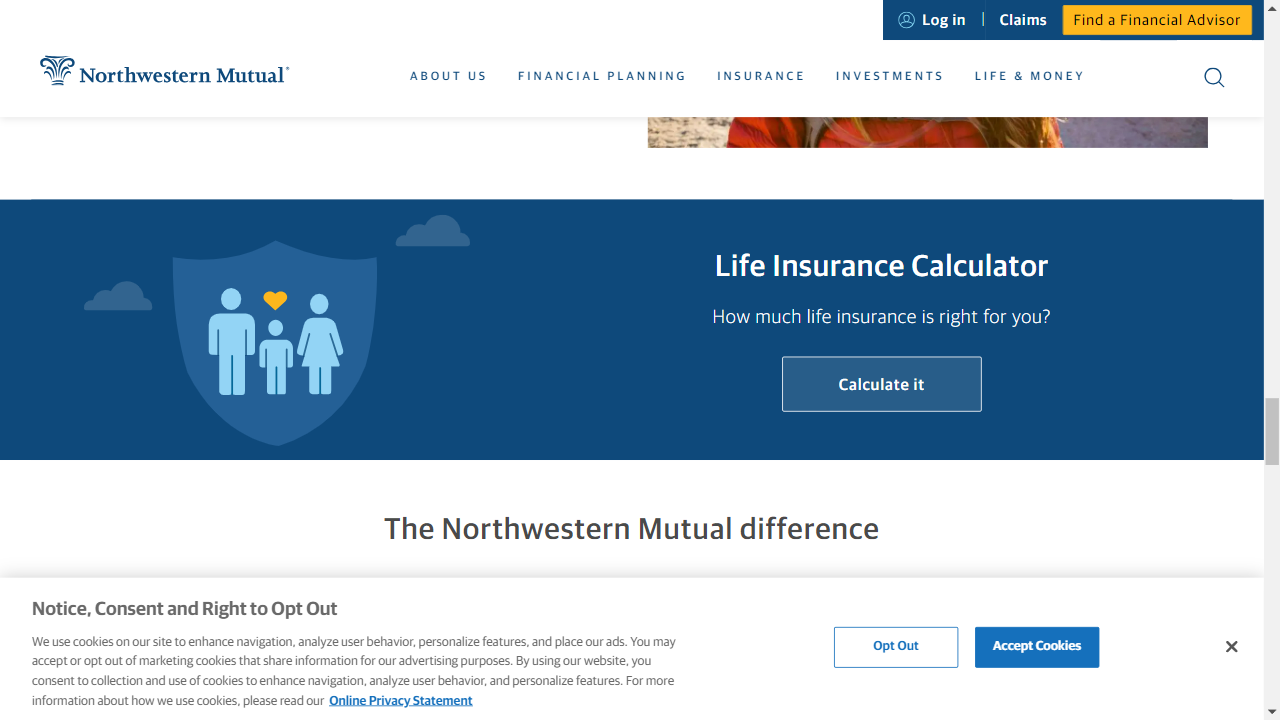 Log in
Claims
Find a Financial Advisor
Northwestern Mutual®
ABOUT US
FINANCIAL PLANNING
INSURANCE
INVESTMENTS
LIFE & MONEY
Life Insurance Calculator
How much life insurance is right for you?
Calculate it
The Northwestern Mutual difference
Notice, Consent and Right to Opt Out
We use cookies on our site to enhance navigation, analyze user behavior, personalize features, and place our ads. You may
accept or opt out of marketing cookies that share information for our advertising purposes. By using our website, you
consent to collection and use of cookies to enhance navigation, analyze user behavior, and personalize features. For more
information about how we use cookies, please read our Online Privacy Statement
Opt Out
Accept Cookies